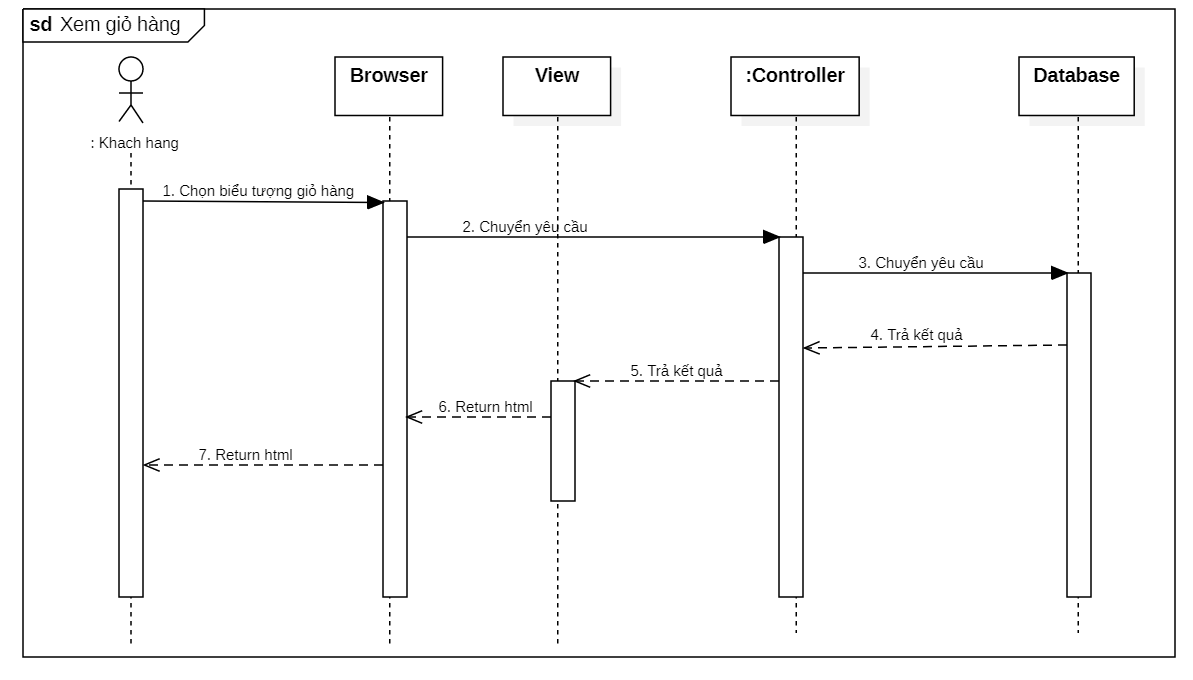 sd Xem giỏ hàng
: Khach hang
Browser
View
:Controller
Database
1. Chọn biểu tượng giỏ hàng
2. Chuyển yêu cầu
3. Chuyển yêu cầu
4. Trả kết quả
5. Trả kết quả
6. Return html
7. Return html